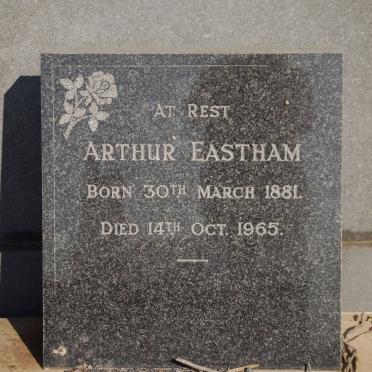 At Rest
Arthur Eastham
Born 30th March 1881.
Died 14th Oct. 1965.